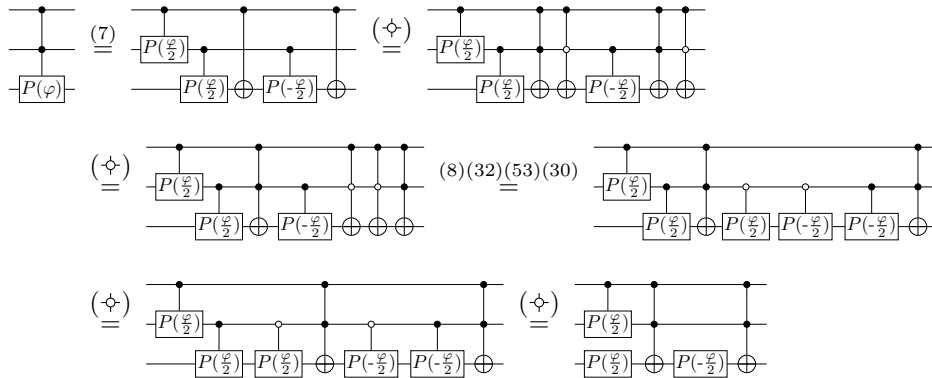 (7) (-◇-)
P(φ/2) P(φ/2)
P(φ) = P(φ/2) P(-φ/2) = P(φ/2) P(-φ/2)
(-◇-) (8)(32)(53)(30)
= P(φ/2) = P(φ/2)
P(φ/2) P(-φ/2) P(φ/2) P(φ/2) P(-φ/2) P(-φ/2)
(-◇-) (-◇-)
= P(φ/2) = P(φ/2)
P(φ/2) P(φ/2) P(-φ/2) P(-φ/2) P(φ/2) P(-φ/2)